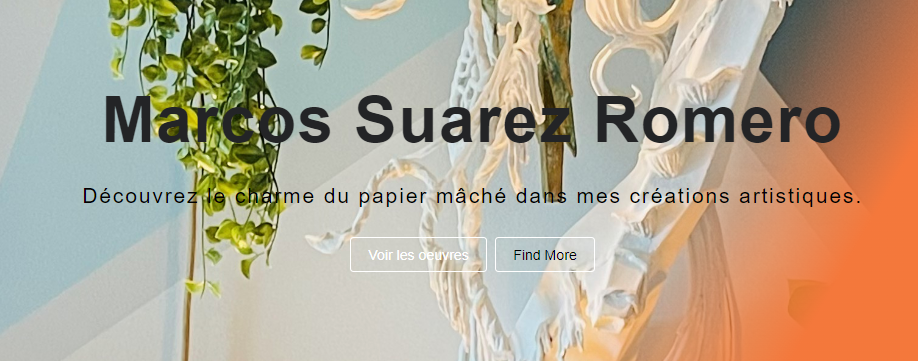 Marcos Suarez Romero
Découvrez le charme du papier mâché dans mes créations artistiques.
Voir les oeuvres
Find More